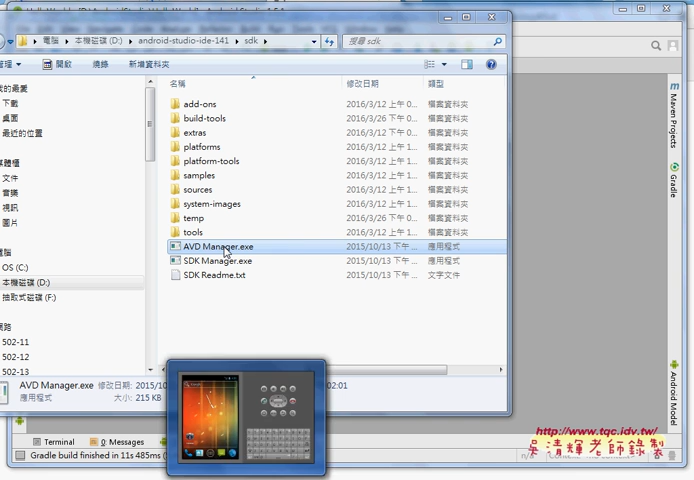 電腦 ▸ 本機磁碟 (D:) ▸ android-studio-ide-141 ▸ sdk ▸
搜尋 sdk
管理 開啟 燒錄 新增資料夾
名稱 修改日期 類型
我的最愛
下載
桌面
最近的位置
媒體櫃
文件
音樂
視訊
圖片
電腦
OS (C:)
本機磁碟 (D:)
抽取式磁碟 (F:)
網路
502-11
502-12
502-13
add-ons 2016/3/12 上午 0... 檔案資料夾
build-tools 2016/3/26 下午 0... 檔案資料夾
extras 2016/3/12 上午 0... 檔案資料夾
platforms 2016/3/12 上午 1... 檔案資料夾
platform-tools 2016/3/12 上午 1... 檔案資料夾
samples 2016/3/12 上午 1... 檔案資料夾
sources 2016/3/12 上午 1... 檔案資料夾
system-images 2016/3/12 上午 1... 檔案資料夾
temp 2016/3/26 下午 0... 檔案資料夾
tools 2016/3/12 上午 1... 檔案資料夾
AVD Manager.exe 2015/10/13 下午 ... 應用程式
SDK Manager.exe 2015/10/13 下午 ... 應用程式
SDK Readme.txt 2015/10/13 下午 ... 文字文件
AVD Manager.exe 修改日期: 2015/10 02:01
應用程式 大小: 215 KB
Maven Projects
Gradle
Android Model
Terminal 0: Messages
Gradle build finished in 11s 485ms
n/a
http://www.tqc.idv.tw/
吳清輝老師錄製